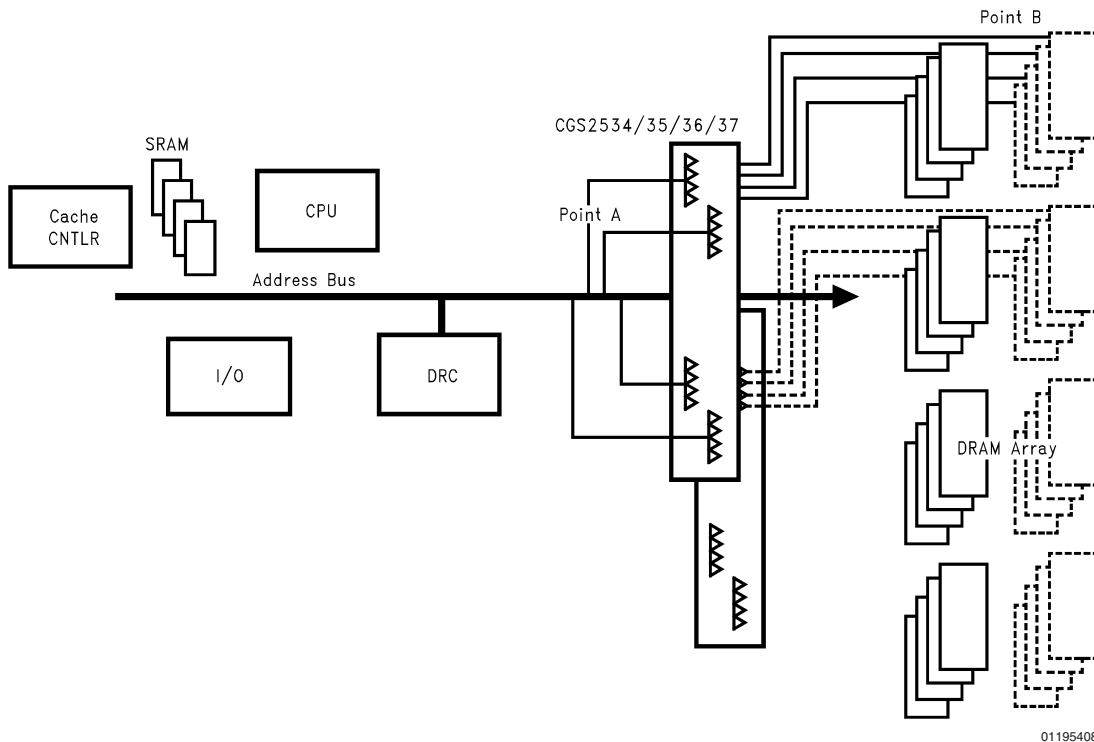 Point B
CGS2534/35/36/37
SRAM
Cache
CNTLR
CPU
Point A
Address Bus
I/O
DRC
DRAM Array
01195408